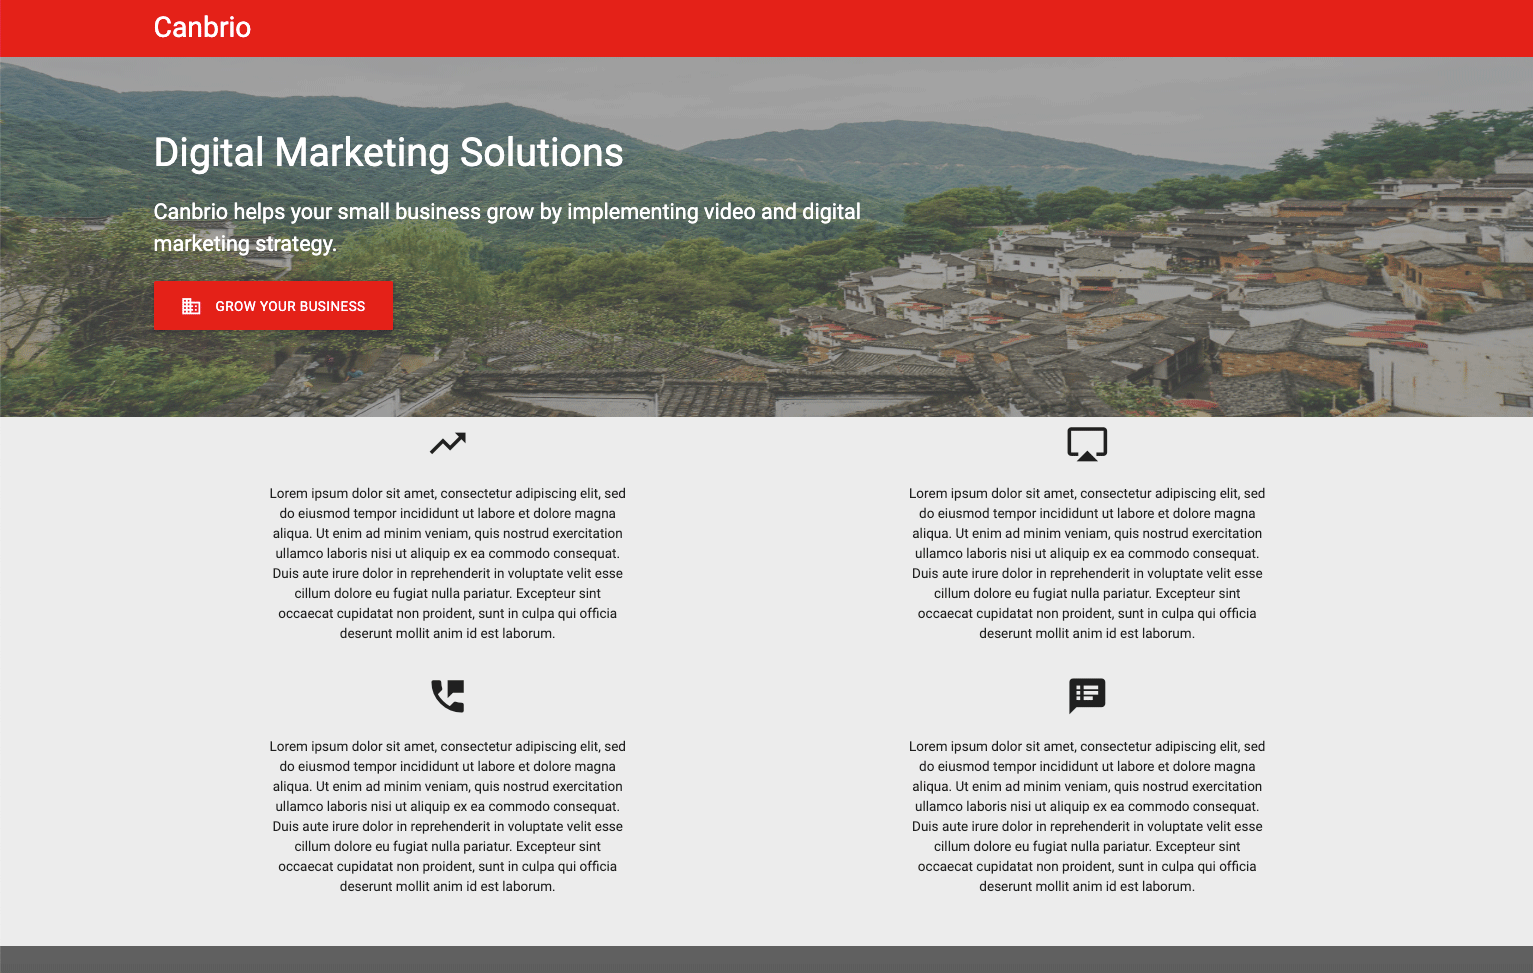 Canbrio
Digital Marketing Solutions
Canbrio helps your small business grow by implementing video and digital
marketing strategy.
GROW YOUR BUSINESS
Lorem ipsum dolor sit amet, consectetur adipiscing elit, sed
do eiusmod tempor incididunt ut labore et dolore magna
aliqua. Ut enim ad minim veniam, quis nostrud exercitation
ullamco laboris nisi ut aliquip ex ea commodo consequat.
Duis aute irure dolor in reprehenderit in voluptate velit esse
cillum dolore eu fugiat nulla pariatur. Excepteur sint
occaecat cupidatat non proident, sunt in culpa qui officia
deserunt mollit anim id est laborum.
Lorem ipsum dolor sit amet, consectetur adipiscing elit, sed
do eiusmod tempor incididunt ut labore et dolore magna
aliqua. Ut enim ad minim veniam, quis nostrud exercitation
ullamco laboris nisi ut aliquip ex ea commodo consequat.
Duis aute irure dolor in reprehenderit in voluptate velit esse
cillum dolore eu fugiat nulla pariatur. Excepteur sint
occaecat cupidatat non proident, sunt in culpa qui officia
deserunt mollit anim id est laborum.
Lorem ipsum dolor sit amet, consectetur adipiscing elit, sed
do eiusmod tempor incididunt ut labore et dolore magna
aliqua. Ut enim ad minim veniam, quis nostrud exercitation
ullamco laboris nisi ut aliquip ex ea commodo consequat.
Duis aute irure dolor in reprehenderit in voluptate velit esse
cillum dolore eu fugiat nulla pariatur. Excepteur sint
occaecat cupidatat non proident, sunt in culpa qui officia
deserunt mollit anim id est laborum.
Lorem ipsum dolor sit amet, consectetur adipiscing elit, sed
do eiusmod tempor incididunt ut labore et dolore magna
aliqua. Ut enim ad minim veniam, quis nostrud exercitation
ullamco laboris nisi ut aliquip ex ea commodo consequat.
Duis aute irure dolor in reprehenderit in voluptate velit esse
cillum dolore eu fugiat nulla pariatur. Excepteur sint
occaecat cupidatat non proident, sunt in culpa qui officia
deserunt mollit anim id est laborum.